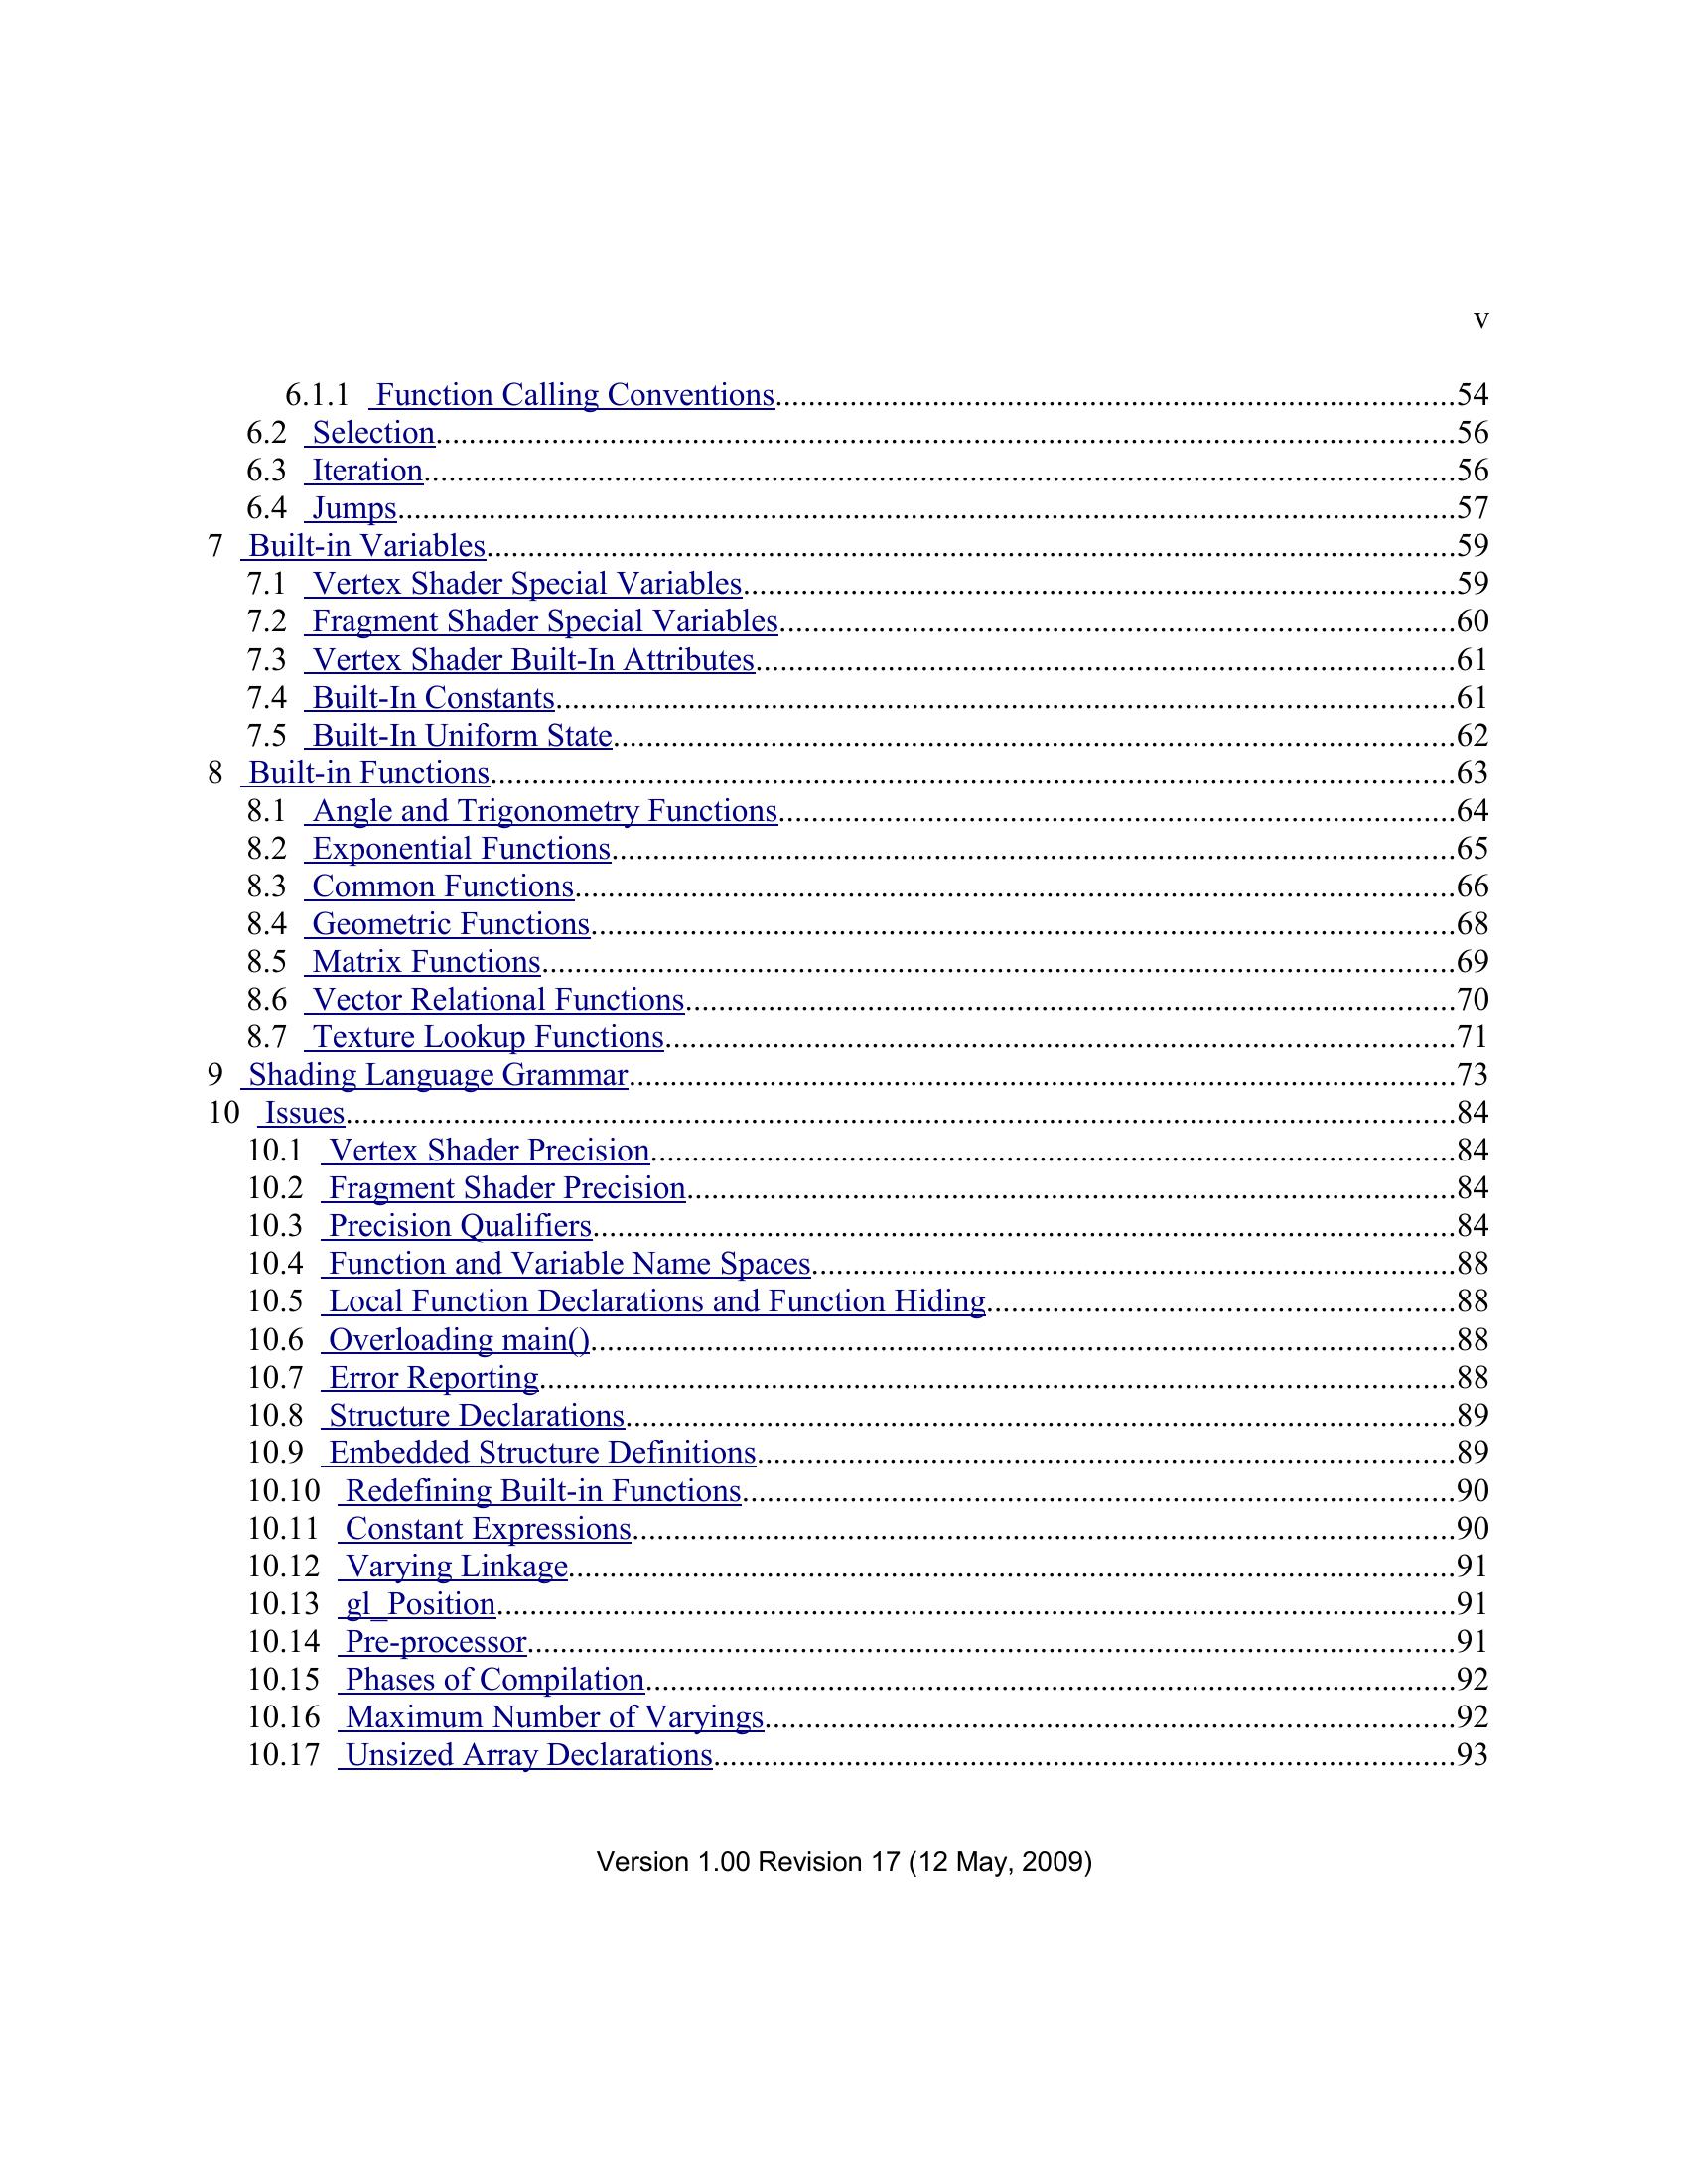 v
6.1.1 Function Calling Conventions...54
6.2 Selection...56
6.3 Iteration...56
6.4 Jumps...57
7 Built-in Variables...59
7.1 Vertex Shader Special Variables...59
7.2 Fragment Shader Special Variables...60
7.3 Vertex Shader Built-In Attributes...61
7.4 Built-In Constants...61
7.5 Built-In Uniform State...62
8 Built-in Functions...63
8.1 Angle and Trigonometry Functions...64
8.2 Exponential Functions...65
8.3 Common Functions...66
8.4 Geometric Functions...68
8.5 Matrix Functions...69
8.6 Vector Relational Functions...70
8.7 Texture Lookup Functions...71
9 Shading Language Grammar...73
10 Issues...84
10.1 Vertex Shader Precision...84
10.2 Fragment Shader Precision...84
10.3 Precision Qualifiers...84
10.4 Function and Variable Name Spaces...88
10.5 Local Function Declarations and Function Hiding...88
10.6 Overloading main()...88
10.7 Error Reporting...88
10.8 Structure Declarations...89
10.9 Embedded Structure Definitions...89
10.10 Redefining Built-in Functions...90
10.11 Constant Expressions...90
10.12 Varying Linkage...91
10.13 gl_Position...91
10.14 Pre-processor...91
10.15 Phases of Compilation...92
10.16 Maximum Number of Varyings...92
10.17 Unsized Array Declarations...93
Version 1.00 Revision 17 (12 May, 2009)